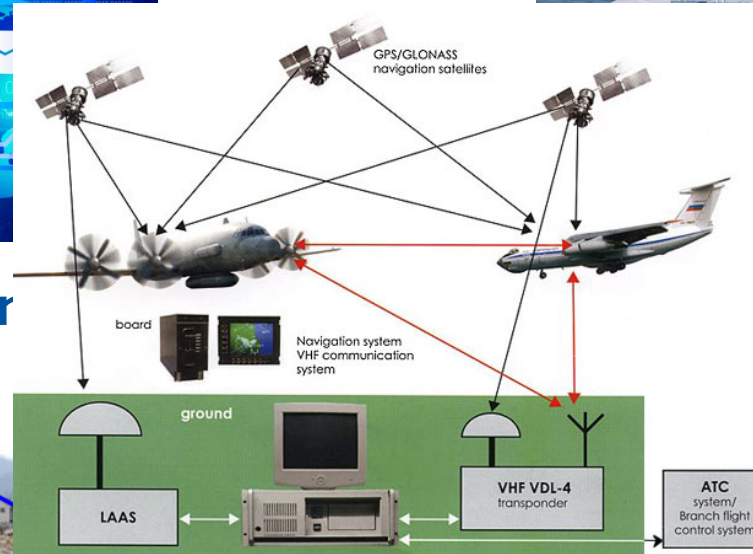 GPS/GLONASS
navigation satellites
board
Navigation system
VHF communication
system
ground
LAAS
VHF VDL-4
transponder
ATC
system/
Branch flight
control system